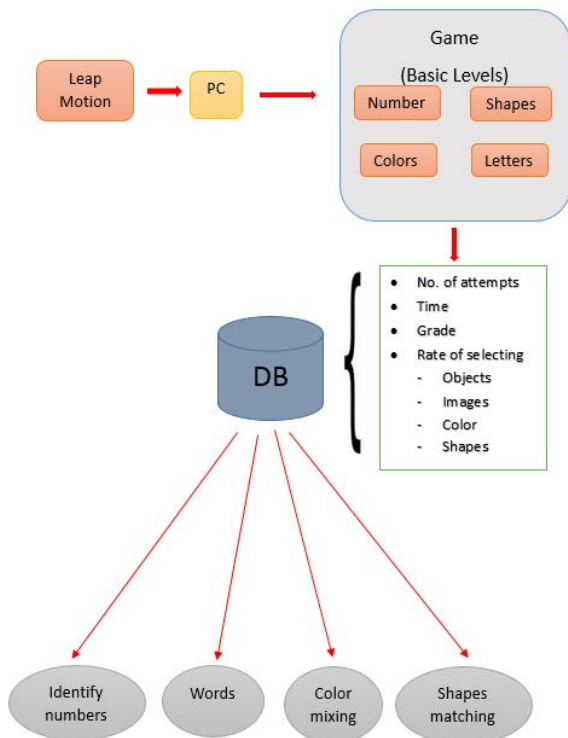 Game
(Basic Levels)
Leap
Motion
PC
Number
Shapes
Colors
Letters
• No. of attempts
• Time
• Grade
• Rate of selecting
- Objects
- Images
- Color
- Shapes
DB
Identify
numbers
Words
Color
mixing
Shapes
matching